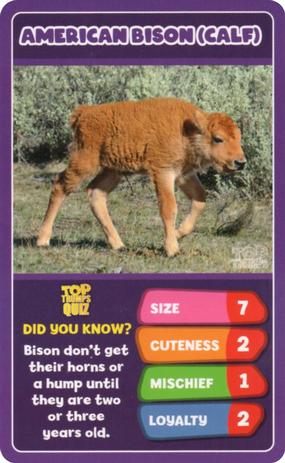 AMERICAN BISON (CALF)
TOP
TRUMPS
QUIZ
DID YOU KNOW?
Bison don't get
their horns or
a hump until
they are two
or three
years old.
SIZE 7
CUTENESS 2
MISCHIEF 1
LOYALTY 2